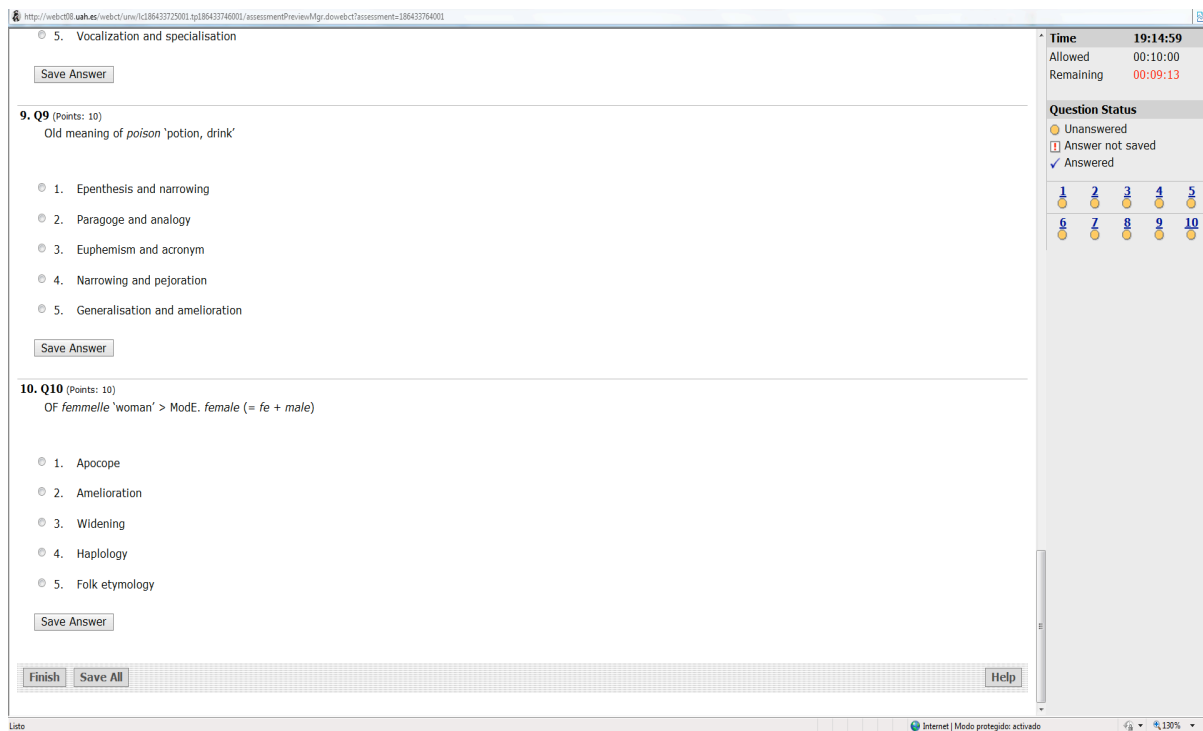 http://webct08.uah.es/webct/urw/lc186433725001.tp186433746001/assessmentPreviewMgr.dowebct?assessment=186433764001
5. Vocalization and specialisation
Save Answer
9. Q9 (Points: 10)
Old meaning of poison ‘potion, drink’
1. Epenthesis and narrowing
2. Paragoge and analogy
3. Euphemism and acronym
4. Narrowing and pejoration
5. Generalisation and amelioration
Save Answer
10. Q10 (Points: 10)
OF femmelle ‘woman’ > ModE. female (= fe + male)
1. Apocope
2. Amelioration
3. Widening
4. Haplology
5. Folk etymology
Save Answer
Finish Save All Help
Time 19:14:59
Allowed 00:10:00
Remaining 00:09:13
Question Status
Unanswered
! Answer not saved
Answered
1 2 3 4 5
6 7 8 9 10
Listo Internet | Modo protegido: activado 130%